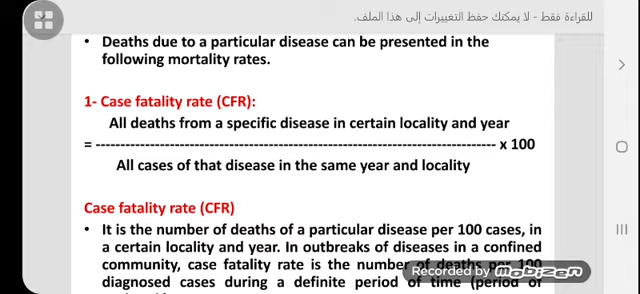 للقراءة فقط - لا يمكنك حفظ التغييرات إلى هذا الملف.
• Deaths due to a particular disease can be presented in the
following mortality rates.
1- Case fatality rate (CFR):
All deaths from a specific disease in certain locality and year
= ------------------------------------------------------------------------------- x 100
All cases of that disease in the same year and locality
Case fatality rate (CFR)
• It is the number of deaths of a particular disease per 100 cases, in
a certain locality and year. In outbreaks of diseases in a confined
community, case fatality rate is the number of deaths per 100
diagnosed cases during a definite period of time (period of
Recorded by Mobizen